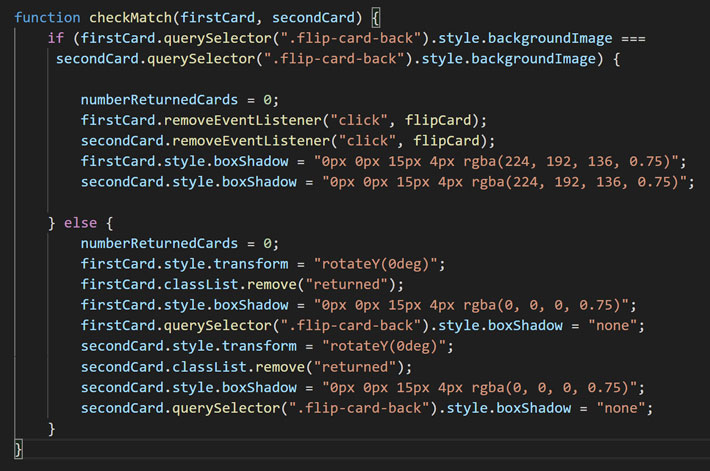 function checkMatch(firstCard, secondCard) {
    if (firstCard.querySelector(".flip-card-back").style.backgroundImage ===
     secondCard.querySelector(".flip-card-back").style.backgroundImage) {

        numberReturnedCards = 0;
        firstCard.removeEventListener("click", flipCard);
        secondCard.removeEventListener("click", flipCard);
        firstCard.style.boxShadow = "0px 0px 15px 4px rgba(224, 192, 136, 0.75)";
        secondCard.style.boxShadow = "0px 0px 15px 4px rgba(224, 192, 136, 0.75)";

    } else {
        numberReturnedCards = 0;
        firstCard.style.transform = "rotateY(0deg)";
        firstCard.classList.remove("returned");
        firstCard.style.boxShadow = "0px 0px 15px 4px rgba(0, 0, 0, 0.75)";
        firstCard.querySelector(".flip-card-back").style.boxShadow = "none";
        secondCard.style.transform = "rotateY(0deg)";
        secondCard.classList.remove("returned");
        secondCard.style.boxShadow = "0px 0px 15px 4px rgba(0, 0, 0, 0.75)";
        secondCard.querySelector(".flip-card-back").style.boxShadow = "none";
    }
}